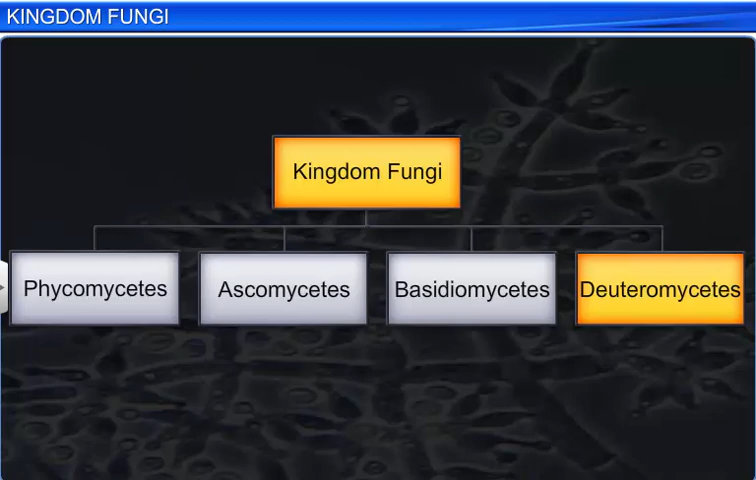 KINGDOM FUNGI
Kingdom Fungi
Phycomycetes
Ascomycetes
Basidiomycetes
Deuteromycetes